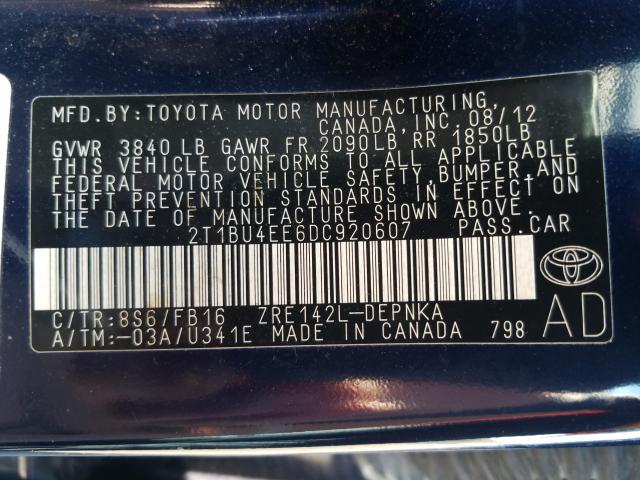 MFD.BY:TOYOTA MOTOR MANUFACTURING,
CANADA,INC. 08/12
GVWR 3840 LB GAWR FR 2090LB RR 1850LB
THIS VEHICLE CONFORMS TO ALL APPLICABLE
FEDERAL MOTOR VEHICLE SAFETY,BUMPER,AND
THEFT PREVENTION STANDARDS IN EFFECT ON
THE DATE OF MANUFACTURE SHOWN ABOVE.
2T1BU4EE6DC920607 PASS.CAR
C/TR:8S6/FB16 ZRE142L-DEPNKA
A/TM:-03A/U341E MADE IN CANADA 798
AD